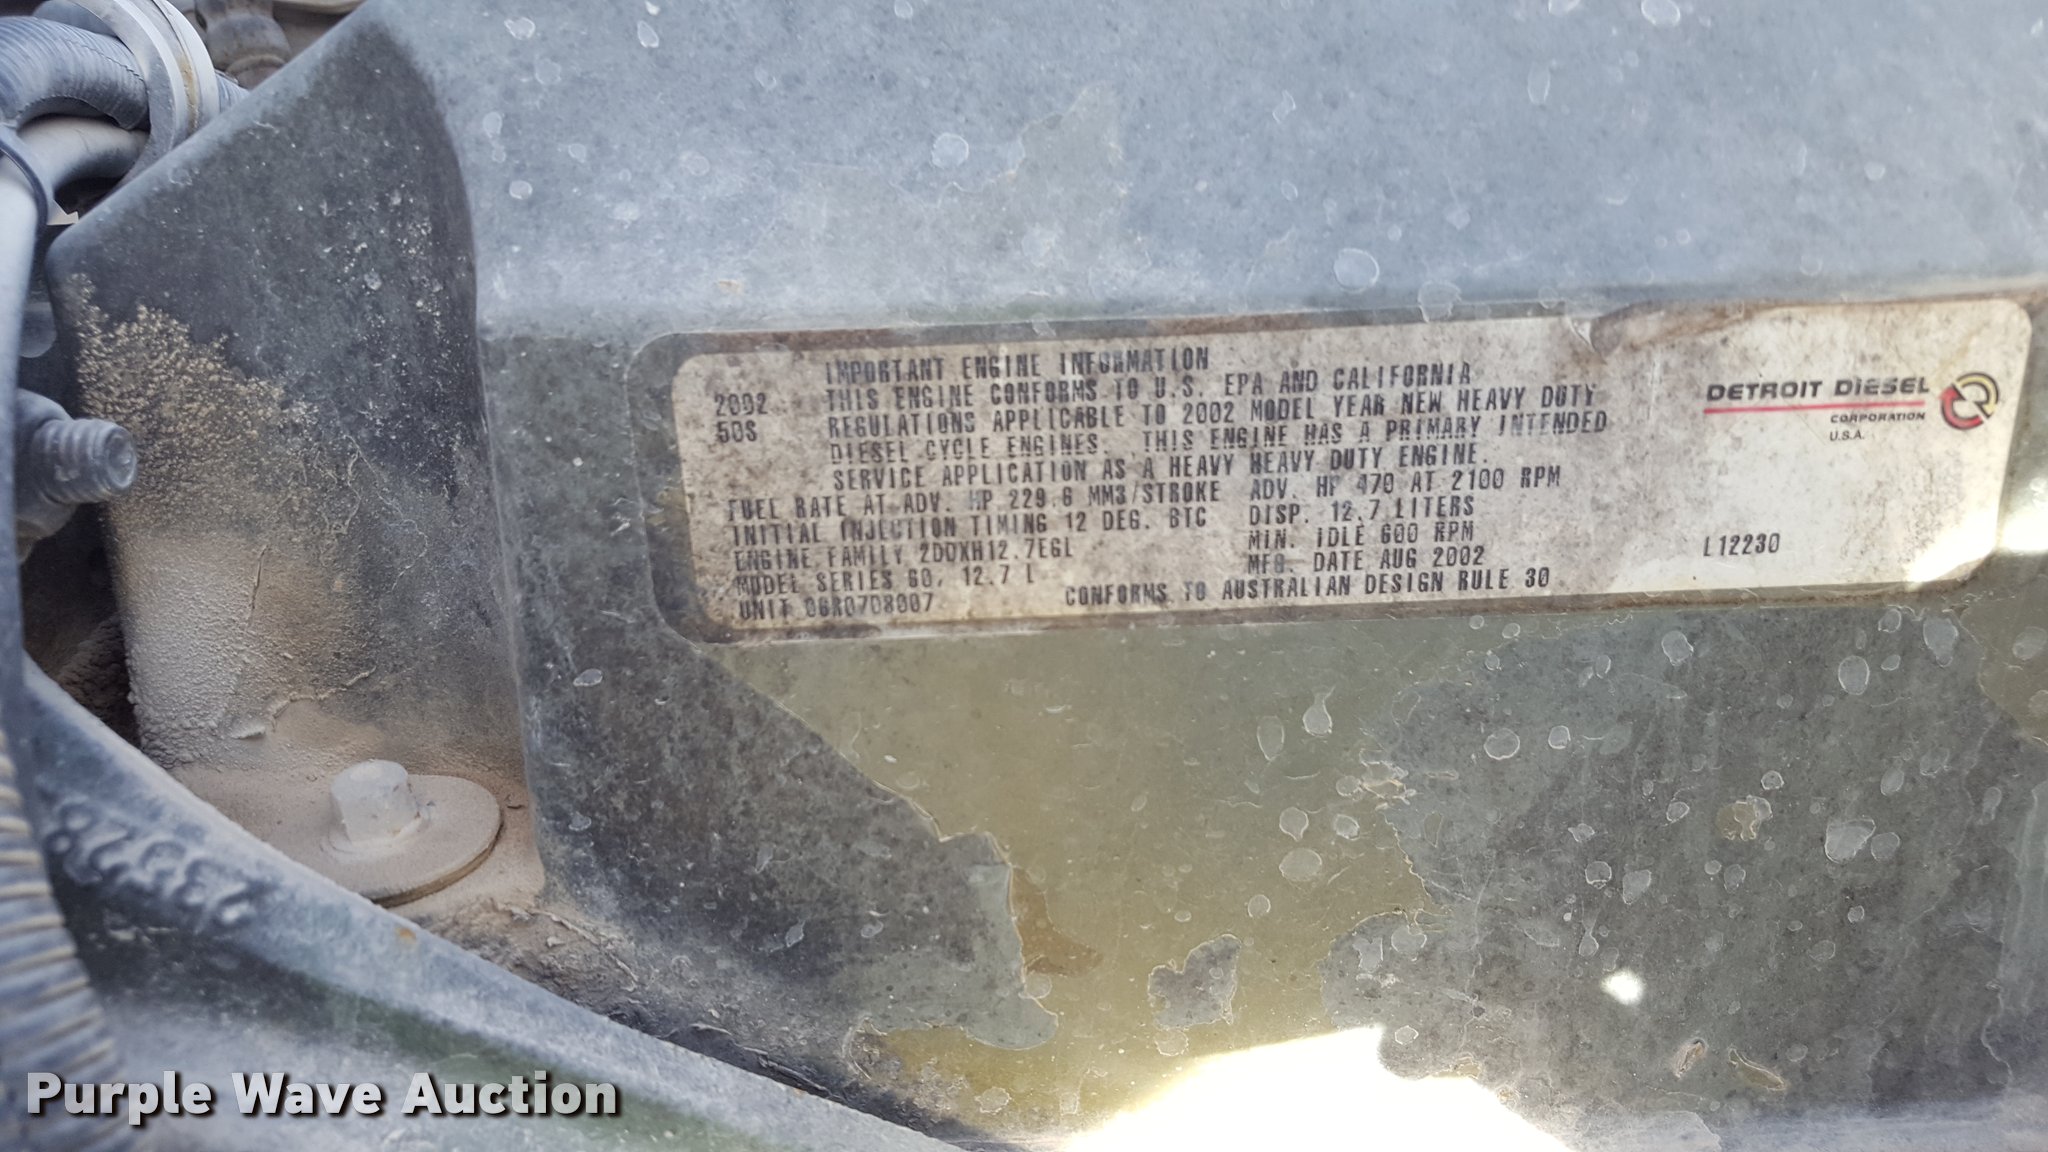 IMPORTANT ENGINE INFORMATION
2002 THIS ENGINE CONFORMS TO U.S. EPA AND CALIFORNIA
50S REGULATIONS APPLICABLE TO 2002 MODEL YEAR NEW HEAVY DUTY
DIESEL CYCLE ENGINES. THIS ENGINE HAS A PRIMARY INTENDED
SERVICE APPLICATION AS A HEAVY HEAVY DUTY ENGINE.
FUEL RATE AT ADV. HP 229.6 MM3/STROKE ADV. HP 470 AT 2100 RPM
INITIAL INJECTION TIMING 12 DEG. BTC DISP. 12.7 LITERS
ENGINE FAMILY 2DDXH12.7EGL MIN. IDLE 600 RPM
MODEL SERIES 60, 12.7 L MFG. DATE AUG 2002
UNIT 06R0708007 CONFORMS TO AUSTRALIAN DESIGN RULE 30
DETROIT DIESEL
CORPORATION
U.S.A.
L12230
Purple Wave Auction